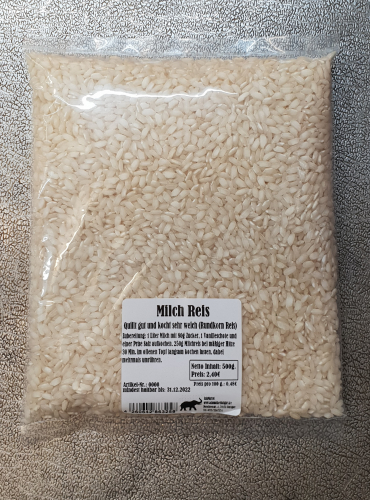 Milch Reis
Quillt gut und kocht sehr weich (Rundkorn Reis)
Zubereitung: 1 Liter Milch mit 80g Zucker, 1 Vanilleschote und
einer Prise Salz aufkochen. 250g Milchreis bei mäßiger Hitze
30 Min. im offenen Topf langsam kochen lassen, dabei
mehrmals umrühren.
Netto Inhalt: 500g.
Preis: 2,40€
Preis pro 100 g : 0,48€
Artikel-Nr.: 0000
mindest haltbar bis: 31.12.2022